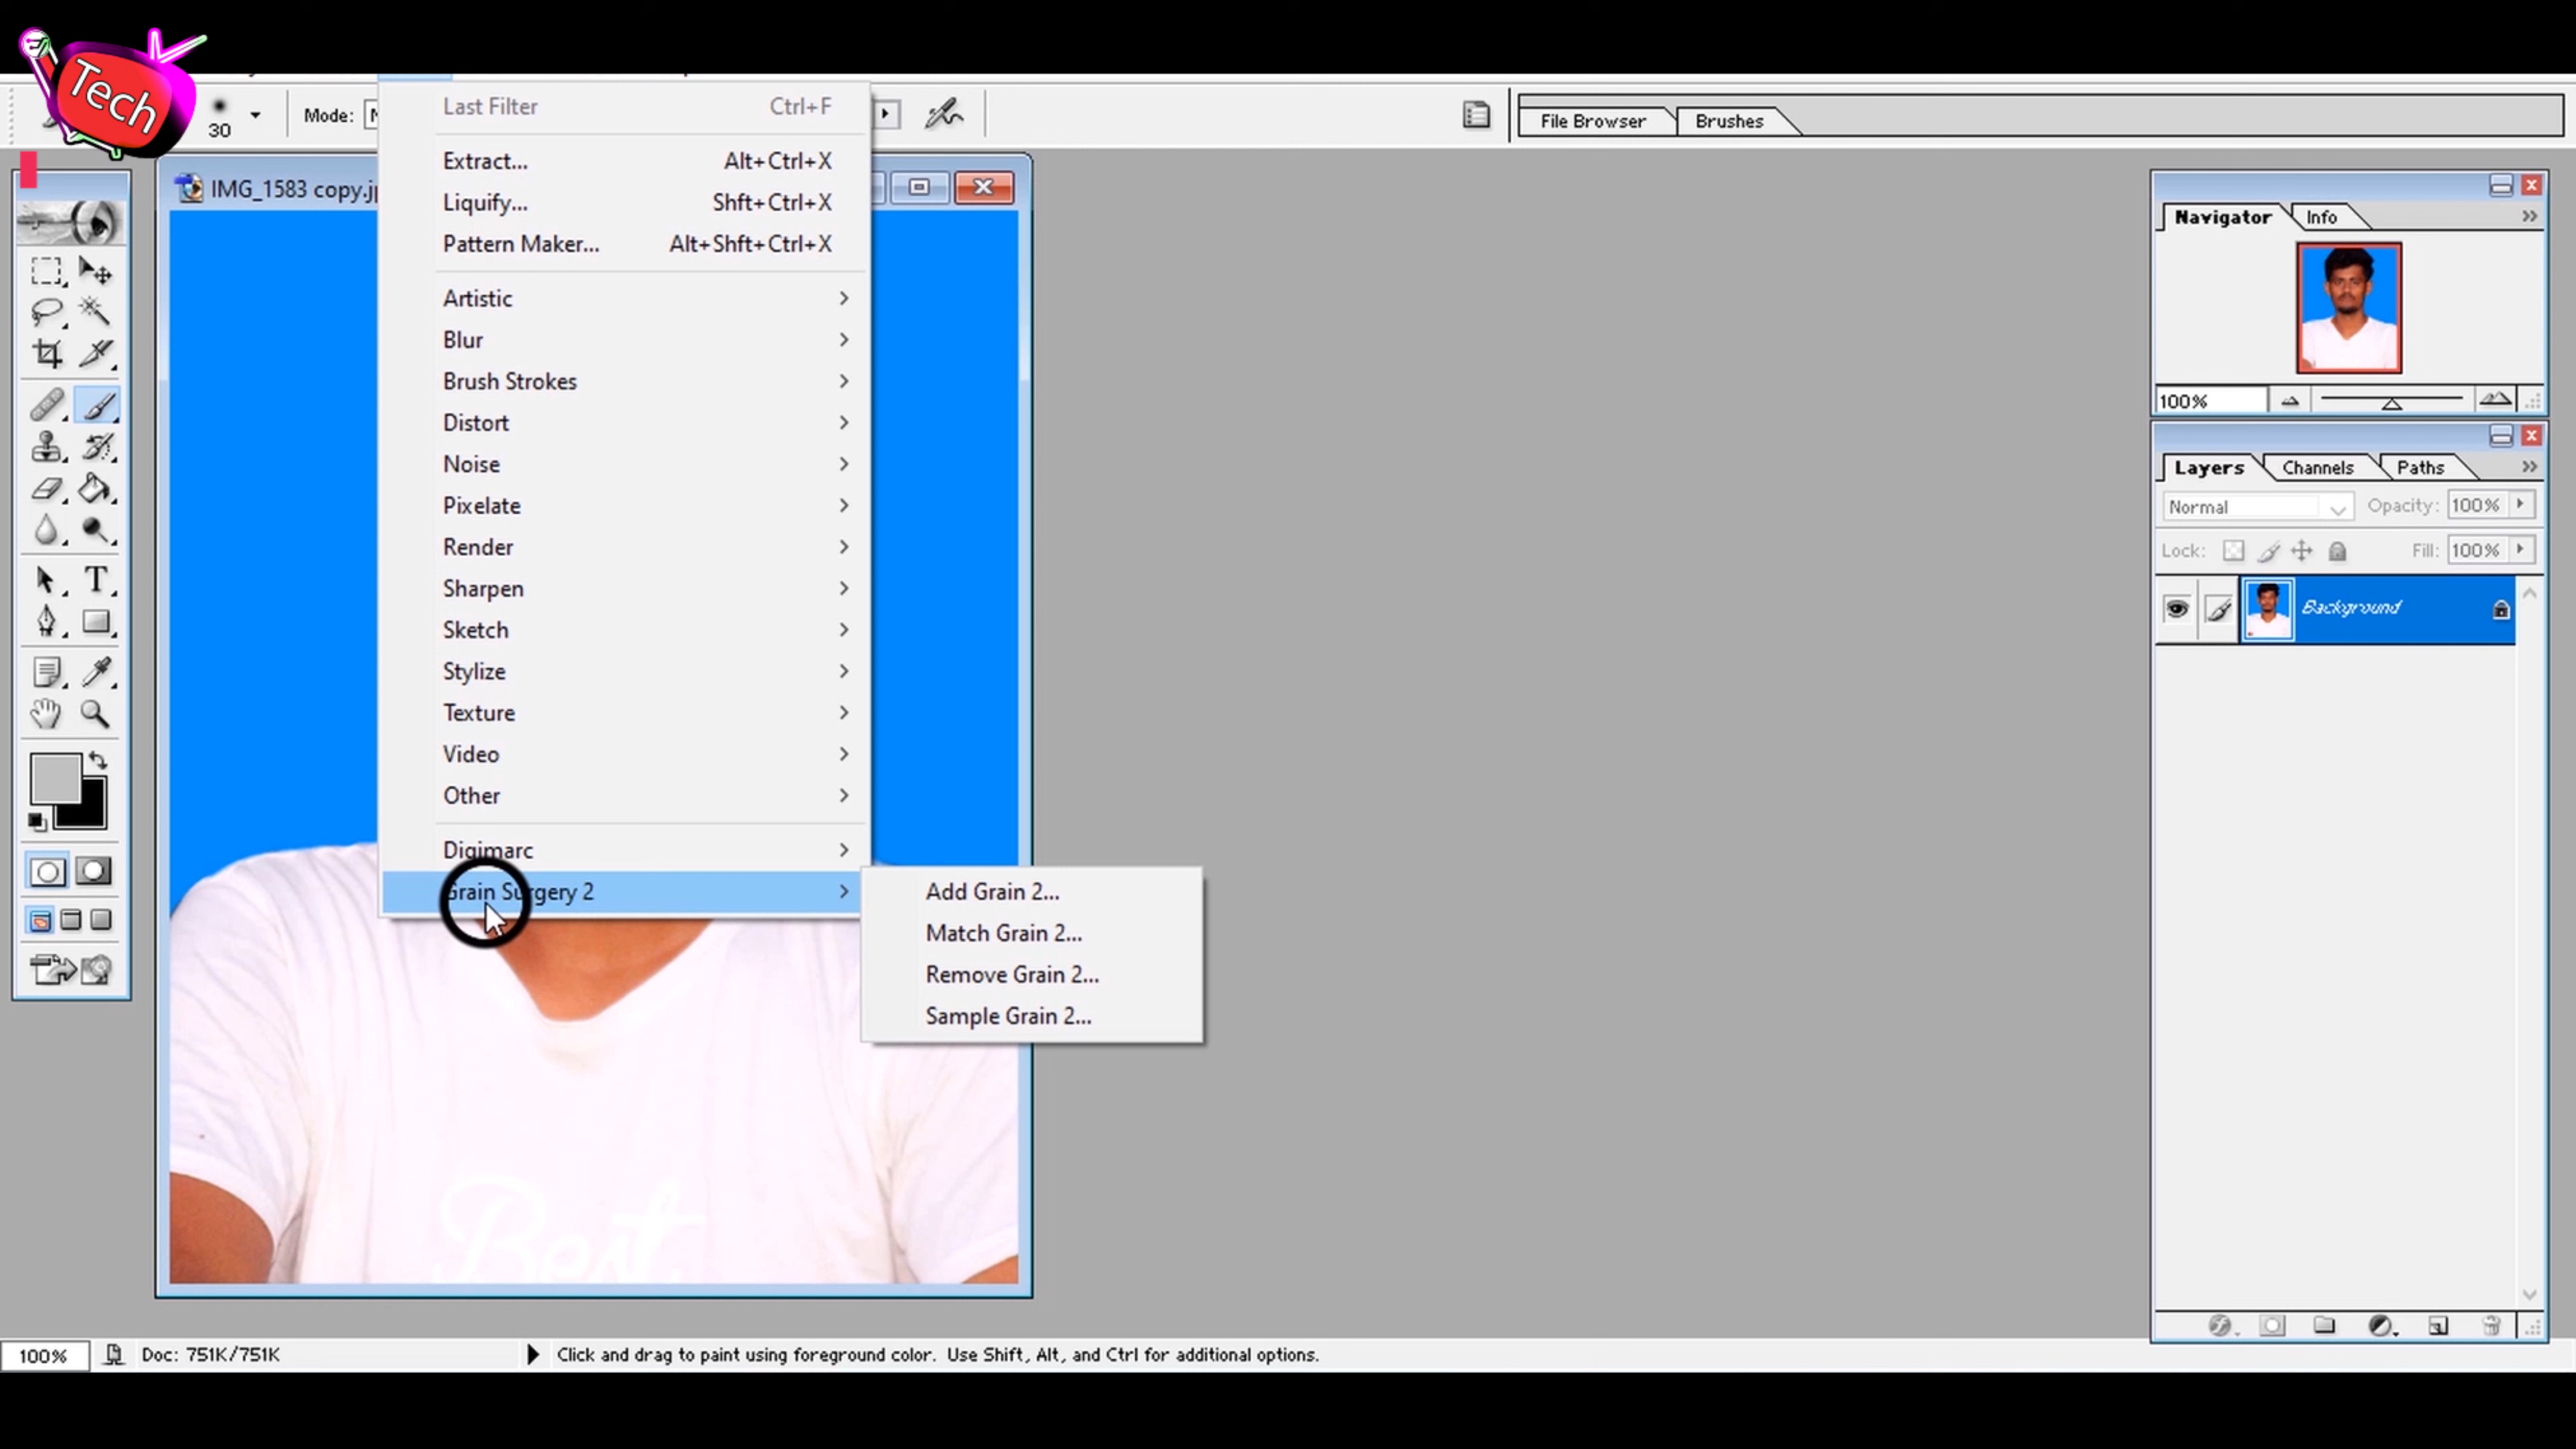 Tech
30
Mode:
File Browser
Brushes
Last Filter Ctrl+F
Extract... Alt+Ctrl+X
Liquify... Shft+Ctrl+X
Pattern Maker... Alt+Shft+Ctrl+X
Artistic
Blur
Brush Strokes
Distort
Noise
Pixelate
Render
Sharpen
Sketch
Stylize
Texture
Video
Other
Digimarc
Grain Surgery 2
Add Grain 2...
Match Grain 2...
Remove Grain 2...
Sample Grain 2...
IMG_1583 copy.j
Best
Navigator Info
100%
Layers Channels Paths
Normal Opacity: 100%
Lock: Fill: 100%
Background
100% Doc: 751K/751K Click and drag to paint using foreground color. Use Shift, Alt, and Ctrl for additional options.